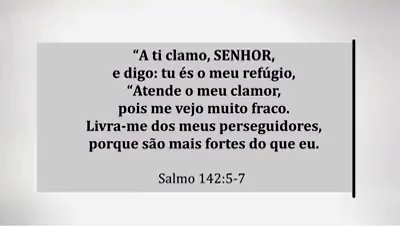 “A ti clamo, SENHOR,
e digo: tu és o meu refúgio,
“Atende o meu clamor,
pois me vejo muito fraco.
Livra-me dos meus perseguidores,
porque são mais fortes do que eu.
Salmo 142:5-7